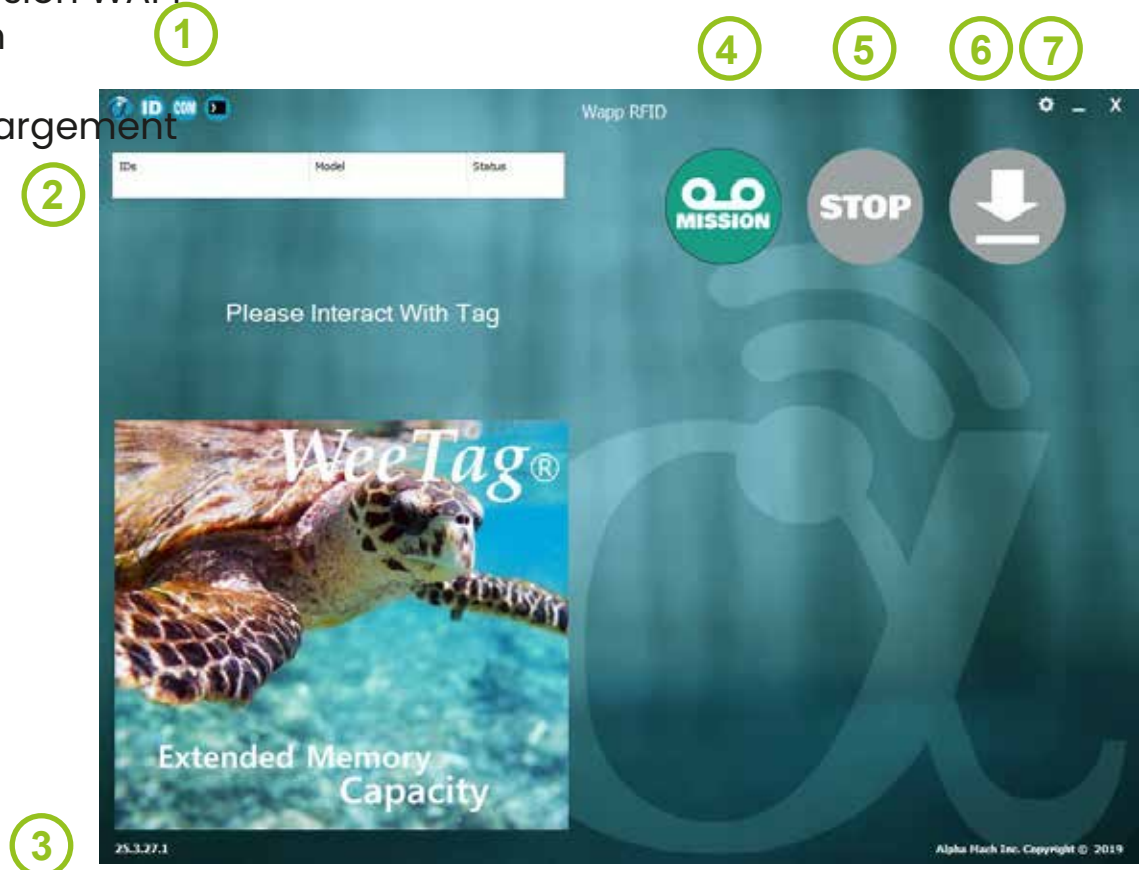 1
4
5
6
7
argement
ID
COM
Wapp RFID
X
2
IDs
Model
Status
MISSION
STOP
Please Interact With Tag
WeeTag®
Extended Memory
Capacity
3
25.3.27.1
Alpha Mach Inc. Copyright © 2019